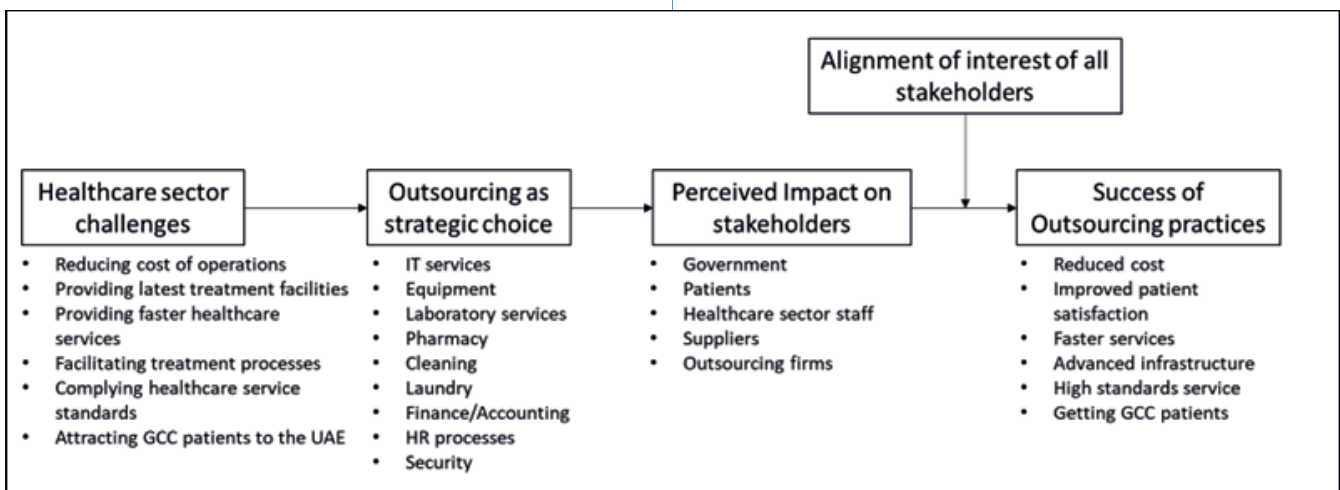 Alignment of interest of all
stakeholders
Healthcare sector
challenges
• Reducing cost of operations
• Providing latest treatment facilities
• Providing faster healthcare
services
• Facilitating treatment processes
• Complying healthcare service
standards
• Attracting GCC patients to the UAE
Outsourcing as
strategic choice
• IT services
• Equipment
• Laboratory services
• Pharmacy
• Cleaning
• Laundry
• Finance/Accounting
• HR processes
• Security
Perceived Impact on
stakeholders
• Government
• Patients
• Healthcare sector staff
• Suppliers
• Outsourcing firms
Success of
Outsourcing practices
• Reduced cost
• Improved patient
satisfaction
• Faster services
• Advanced infrastructure
• High standards service
• Getting GCC patients